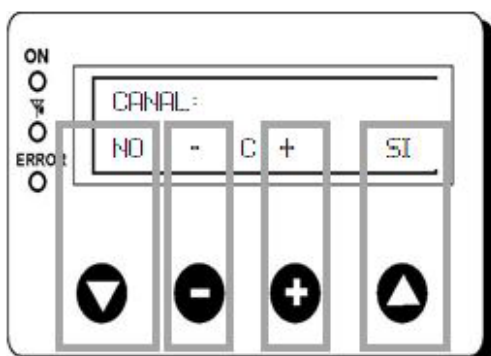 ON
ERROR
CANAL:
NO - C + SI
- +